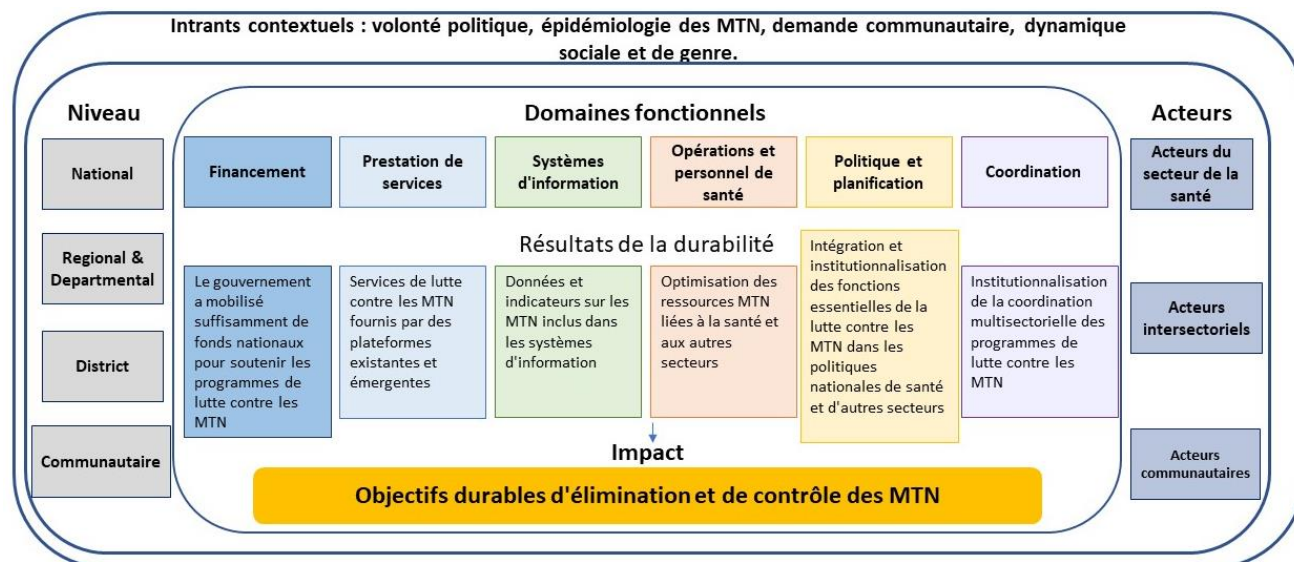 Intrants contextuels : volonté politique, épidémiologie des MTN, demande communautaire, dynamique
sociale et de genre.
Niveau
National
Regional &
Departmental
District
Communautaire
Domaines fonctionnels
Financement
Prestation de
services
Systèmes
d'information
Opérations et
personnel de
santé
Politique et
planification
Coordination
Résultats de la durabilité
Le gouvernement
a mobilisé
suffisamment de
fonds nationaux
pour soutenir les
programmes de
lutte contre les
MTN
Services de lutte
contre les MTN
fournis par des
plateformes
existantes et
émergentes
Données et
indicateurs sur les
MTN inclus dans
les systèmes
d'information
Optimisation des
ressources MTN
liées à la santé et
aux autres
secteurs
Intégration et
institutionnalisation
des fonctions
essentielles de la
lutte contre les
MTN dans les
politiques
nationales de santé
et d'autres secteurs
Institutionnalisation
de la coordination
multisectorielle des
programmes de
lutte contre les
MTN
Impact
Objectifs durables d'élimination et de contrôle des MTN
Acteurs
Acteurs du
secteur de la
santé
Acteurs
intersectoriels
Acteurs
communautaires